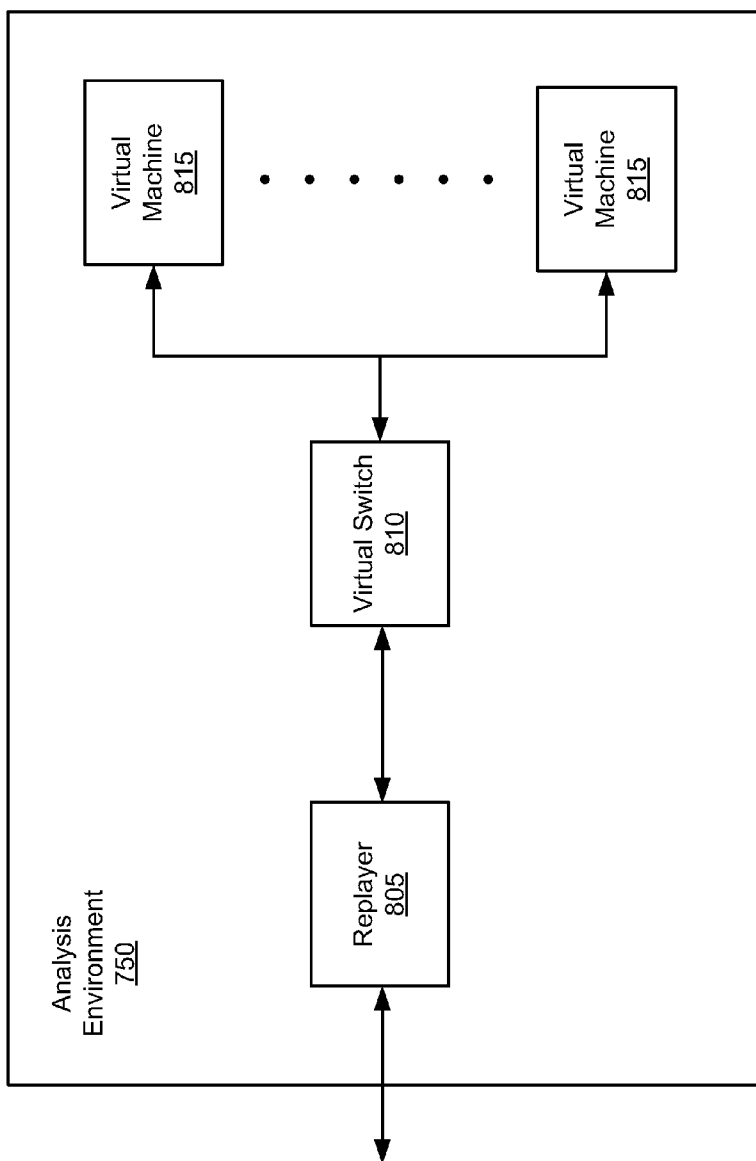 Analysis
Environment
750
Replayer
805
Virtual Switch
810
Virtual
Machine
815
Virtual
Machine
815